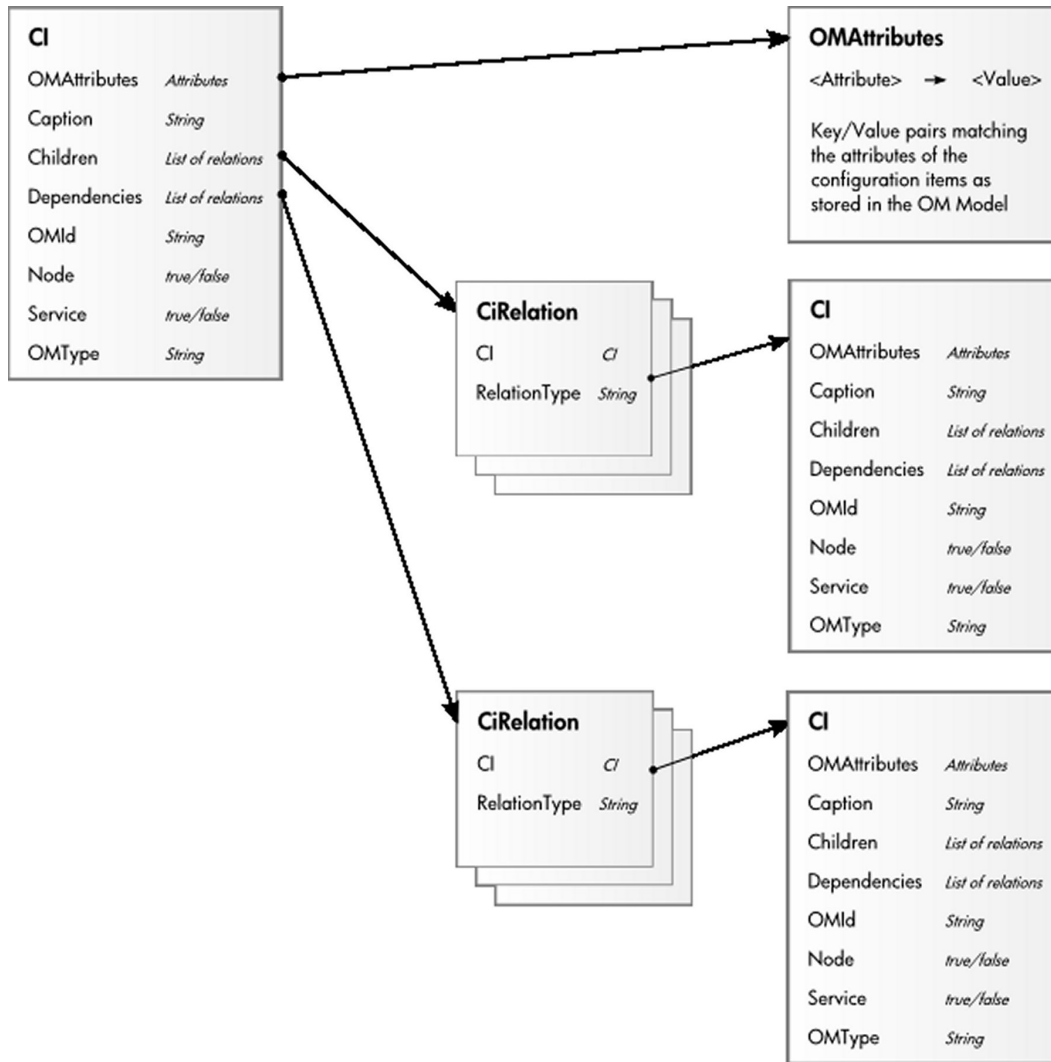 CI
OMAttributes Attributes
Caption String
Children List of relations
Dependencies List of relations
OMId String
Node true/false
Service true/false
OMType String
OMAttributes
<Attribute> → <Value>
Key/Value pairs matching
the attributes of the
configuration items as
stored in the OM Model
CiRelation
CI CI
RelationType String
CI
OMAttributes Attributes
Caption String
Children List of relations
Dependencies List of relations
OMId String
Node true/false
Service true/false
OMType String
CiRelation
CI CI
RelationType String
CI
OMAttributes Attributes
Caption String
Children List of relations
Dependencies List of relations
OMId String
Node true/false
Service true/false
OMType String